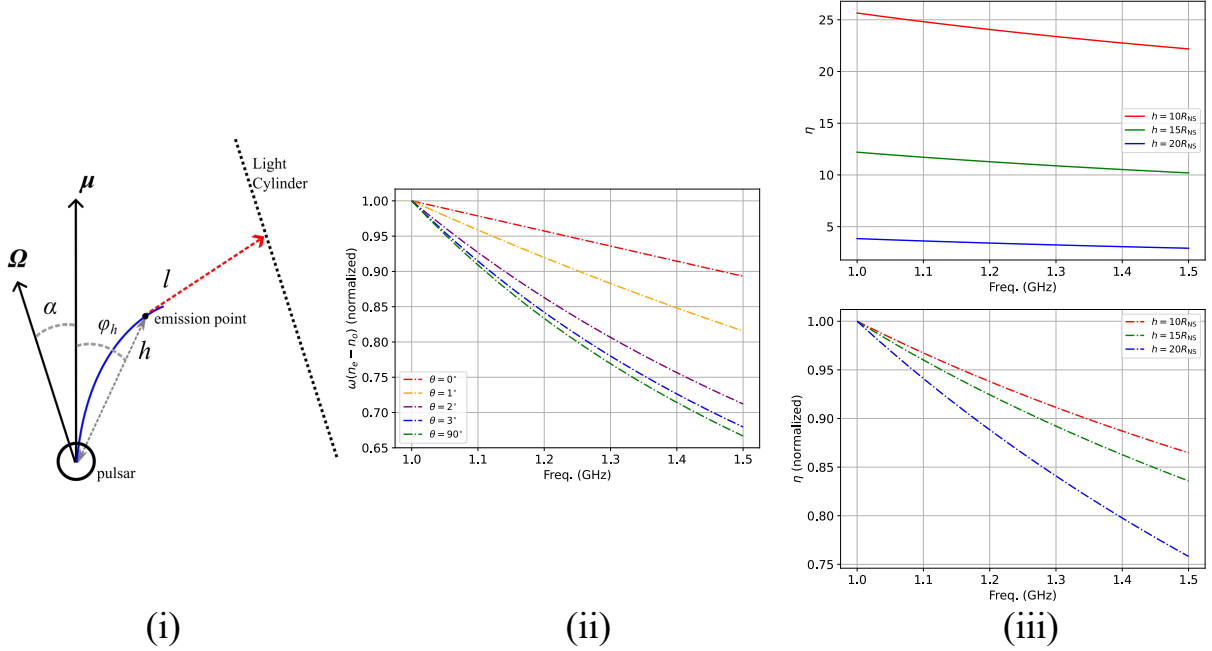 Light
Cylinder
μ
Ω
α
φ_h
h
l
emission point
pulsar
(i)
ω(n_e − n_o) (normalized)
1.00
0.95
0.90
0.85
0.80
0.75
0.70
0.65
θ = 0°
θ = 1°
θ = 2°
θ = 3°
θ = 90°
1.0 1.1 1.2 1.3 1.4 1.5
Freq. (GHz)
(ii)
η
25
20
15
10
5
h = 10R_NS
h = 15R_NS
h = 20R_NS
1.0 1.1 1.2 1.3 1.4 1.5
Freq. (GHz)
η (normalized)
1.00
0.95
0.90
0.85
0.80
0.75
h = 10R_NS
h = 15R_NS
h = 20R_NS
1.0 1.1 1.2 1.3 1.4 1.5
Freq. (GHz)
(iii)